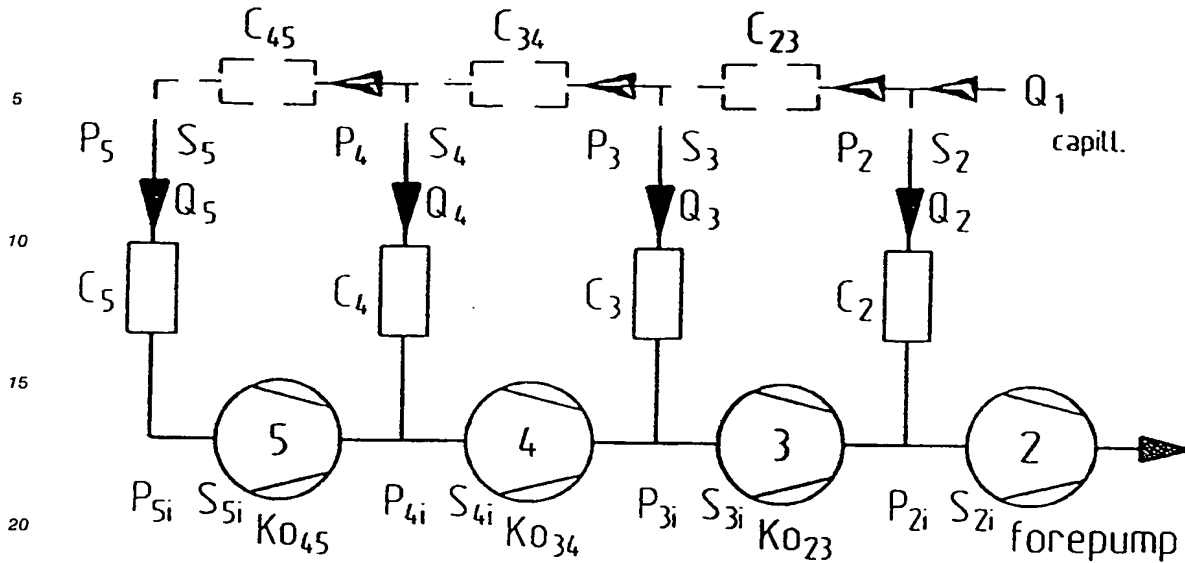 C45 C34 C23
5
Q1
capill.
P5 S5 P4 S4 P3 S3 P2 S2
Q5 Q4 Q3 Q2
10
C5 C4 C3 C2
15
5 4 3 2
P5i S5i P4i S4i P3i S3i P2i S2i
Ko45 Ko34 Ko23 forepump
20